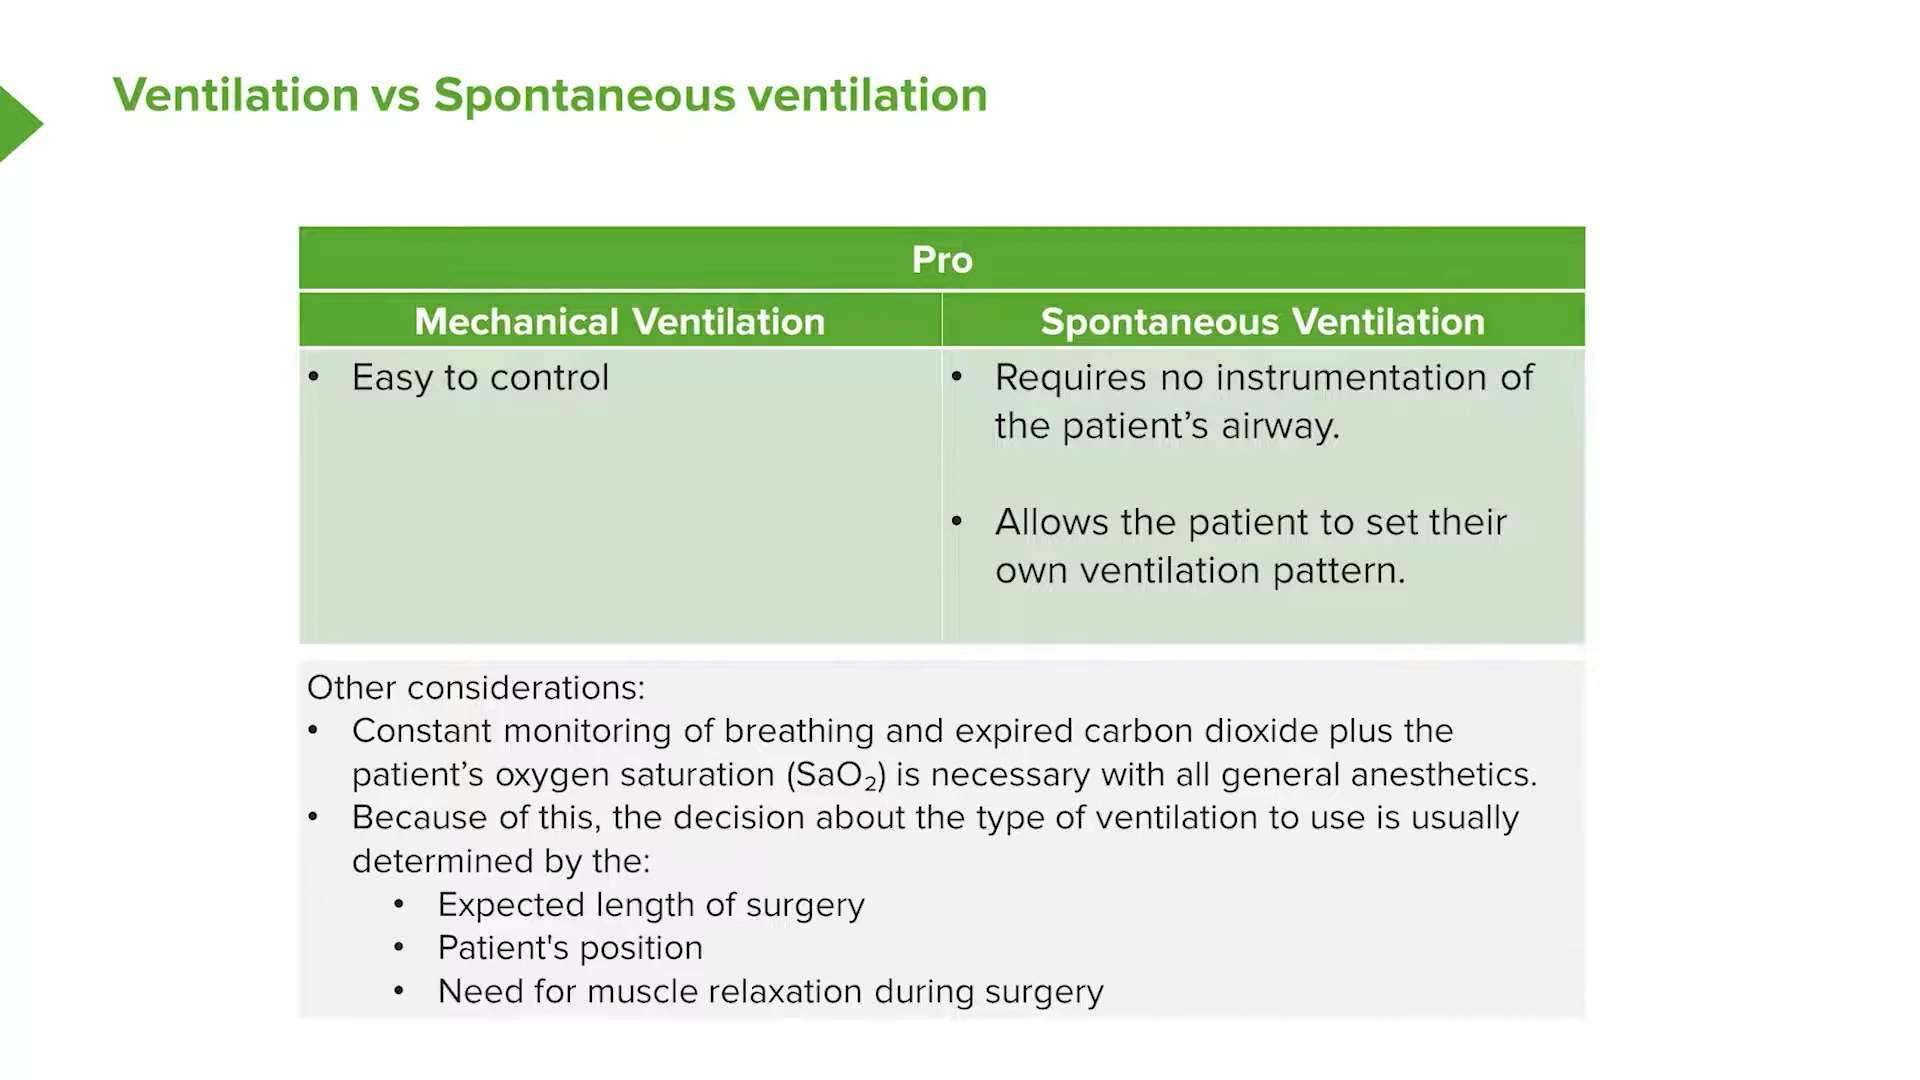 Ventilation vs Spontaneous ventilation
Pro
Mechanical Ventilation
Spontaneous Ventilation
• Easy to control
• Requires no instrumentation of
the patient’s airway.
• Allows the patient to set their
own ventilation pattern.
Other considerations:
• Constant monitoring of breathing and expired carbon dioxide plus the
patient’s oxygen saturation (SaO₂) is necessary with all general anesthetics.
• Because of this, the decision about the type of ventilation to use is usually
determined by the:
• Expected length of surgery
• Patient's position
• Need for muscle relaxation during surgery